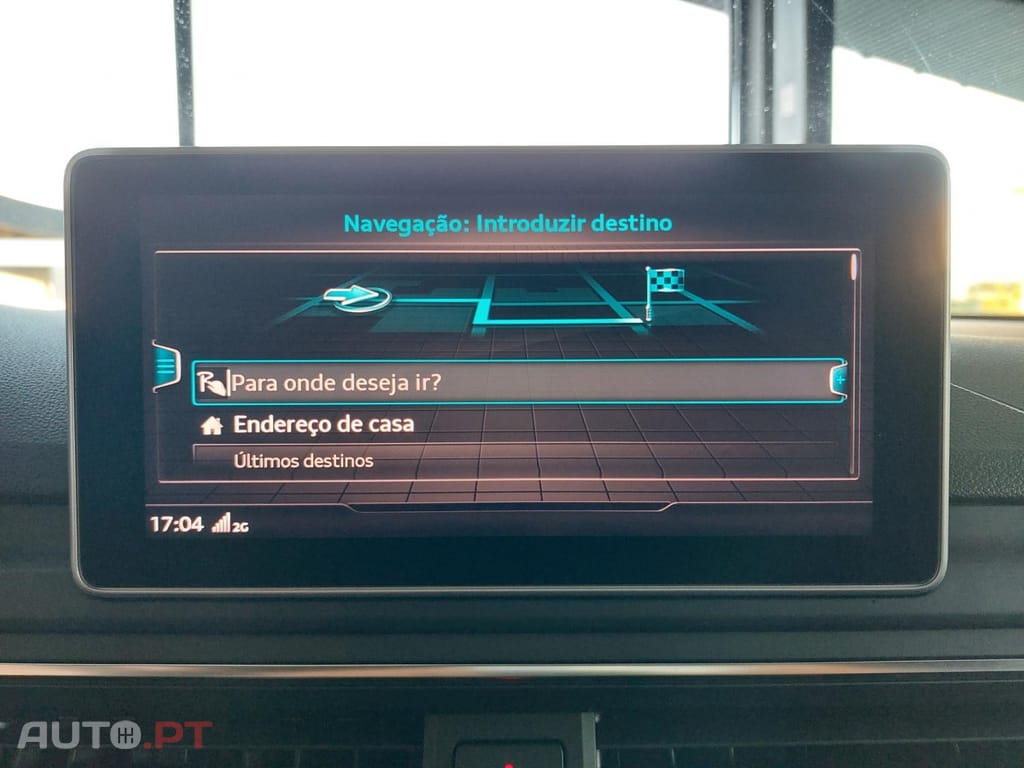 Navegação: Introduzir destino
Para onde deseja ir?
Endereço de casa
Últimos destinos
17:04 2G
AUTO.PT